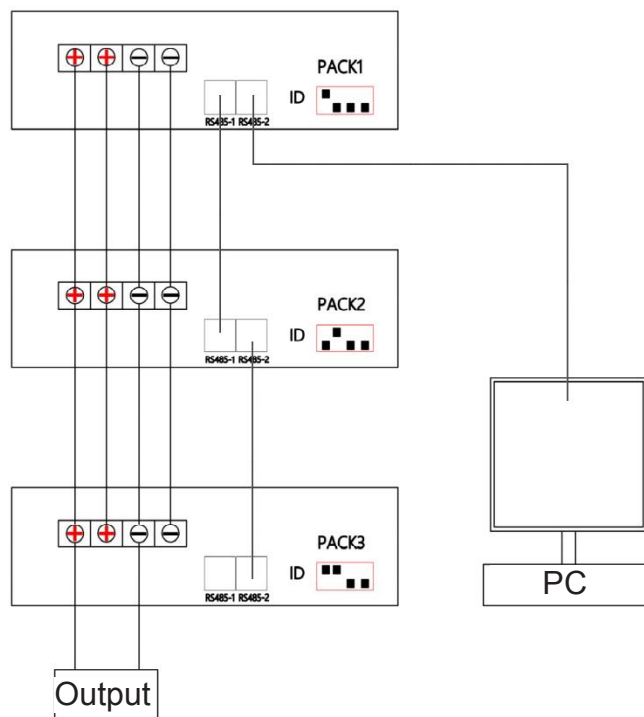 PACK1
ID
RS485-1 RS485-2
PACK2
ID
RS485-1 RS485-2
PACK3
ID
RS485-1 RS485-2
PC
Output